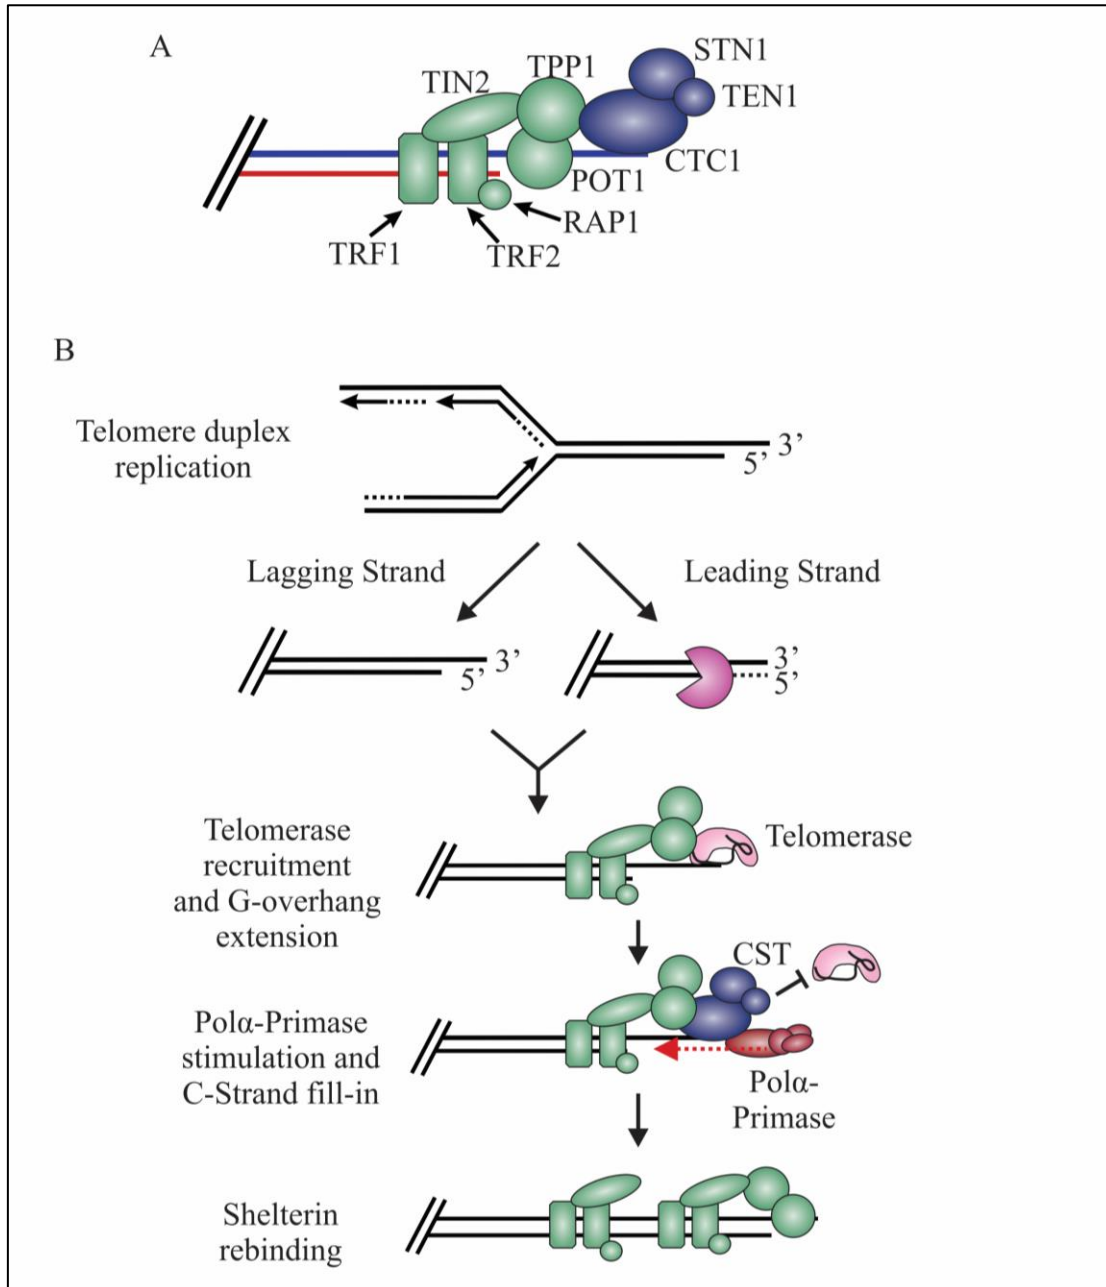 A
STN1
TPP1
TIN2
TEN1
CTC1
POT1
RAP1
TRF1
TRF2
B
Telomere duplex
replication
3’
5’
Lagging Strand
Leading Strand
3’
5’
3’
5’
Telomerase
recruitment
and G-overhang
extension
Telomerase
CST
Polα-Primase
stimulation and
C-Strand fill-in
Polα-
Primase
Shelterin
rebinding